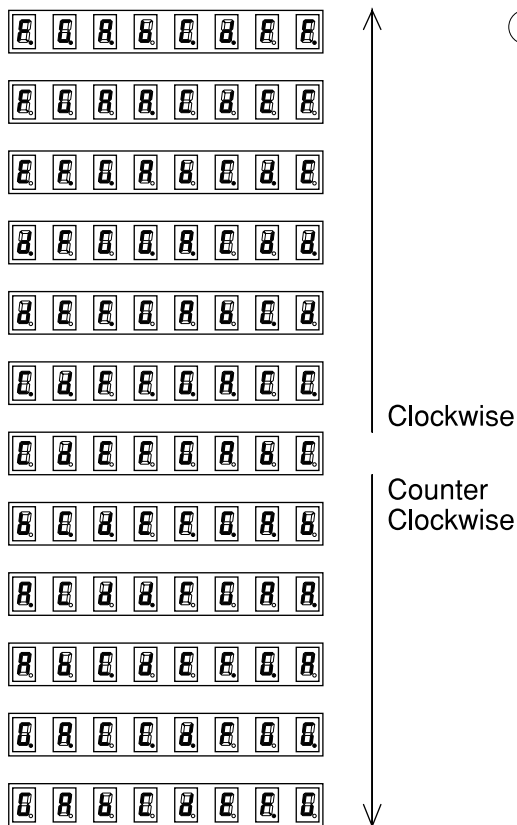 F. G. A. b C. d. F F.
F G A A. C d E F
E F. G. A b C. d. E
d. F G G. A. C d d.
d E F. G A b C. d
C. d. F F. G. A. C C.
Clockwise
C d E F G A b C
Counter
Clockwise
b C. d. E F. G. A. b
A. C d d. F G A A.
A b C. d E F. G. A
G. A. C C. d. F G G.
G A b C d E F. G